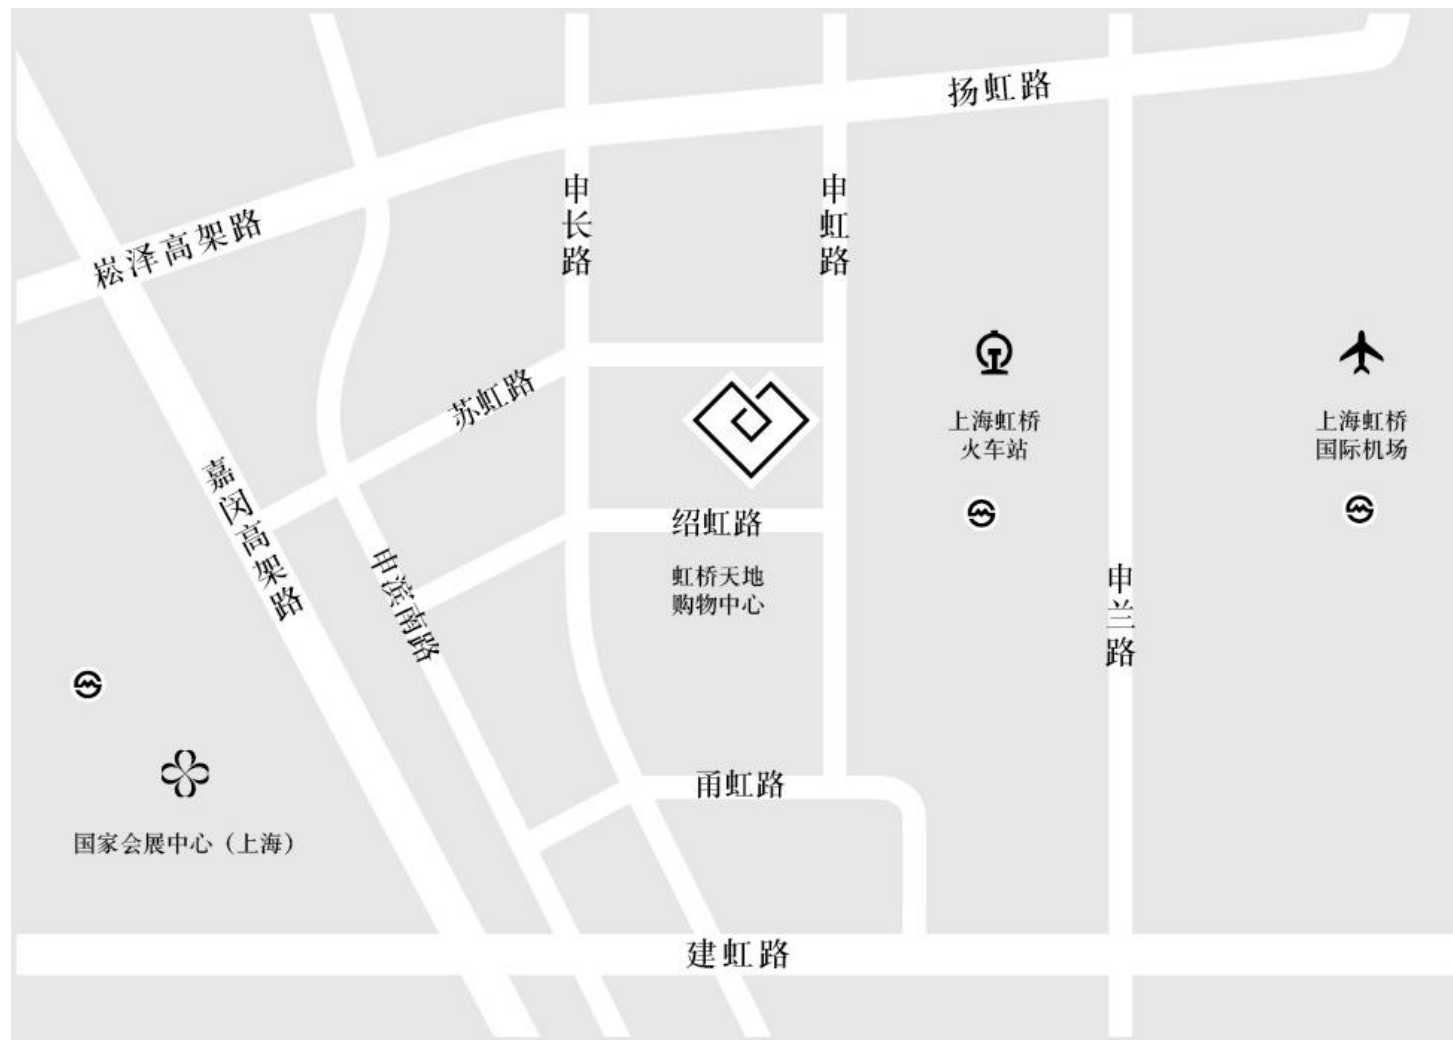 扬虹路
崧泽高架路
申长路
申虹路
苏虹路
上海虹桥
火车站
上海虹桥
国际机场
嘉闵高架路
绍虹路
虹桥天地
购物中心
申滨南路
申兰路
甬虹路
国家会展中心（上海）
建虹路